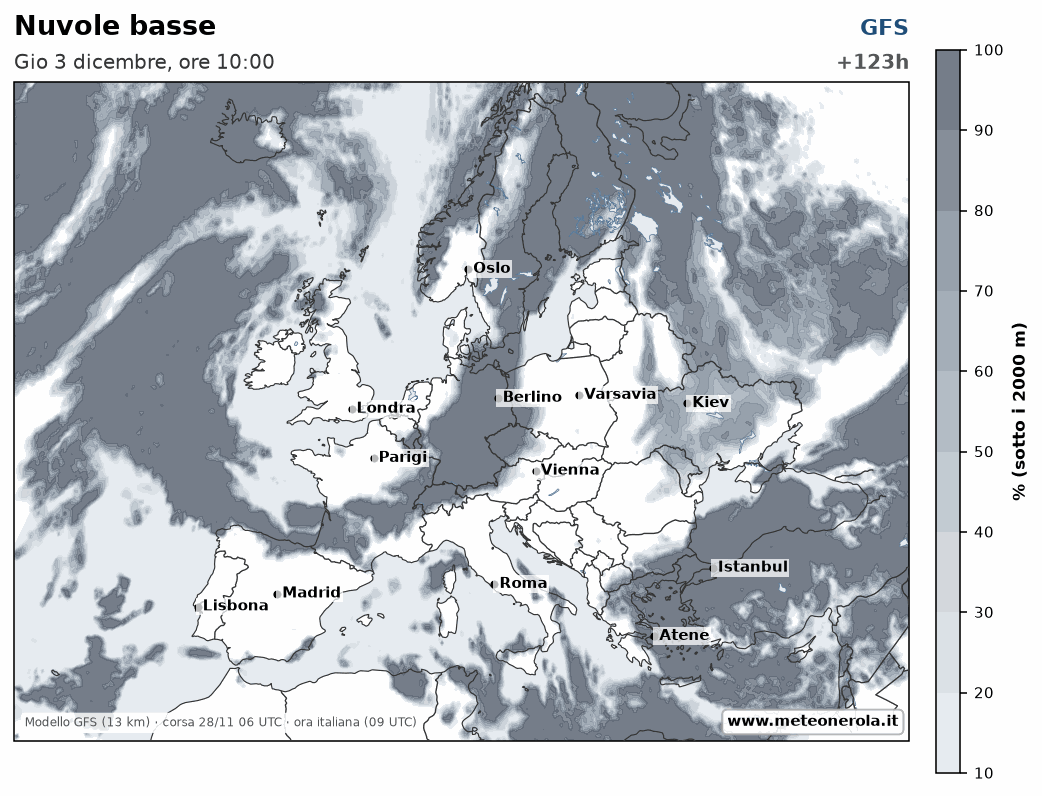 Nuvole basse
GFS
Gio 3 dicembre, ore 10:00
+123h
Oslo
Londra
Berlino
Varsavia
Kiev
Parigi
Vienna
Istanbul
Madrid
Roma
Lisbona
Atene
Modello GFS (13 km) · corsa 28/11 06 UTC · ora italiana (09 UTC)
www.meteonerola.it
100
90
80
70
60
50
40
30
20
10
% (sotto i 2000 m)